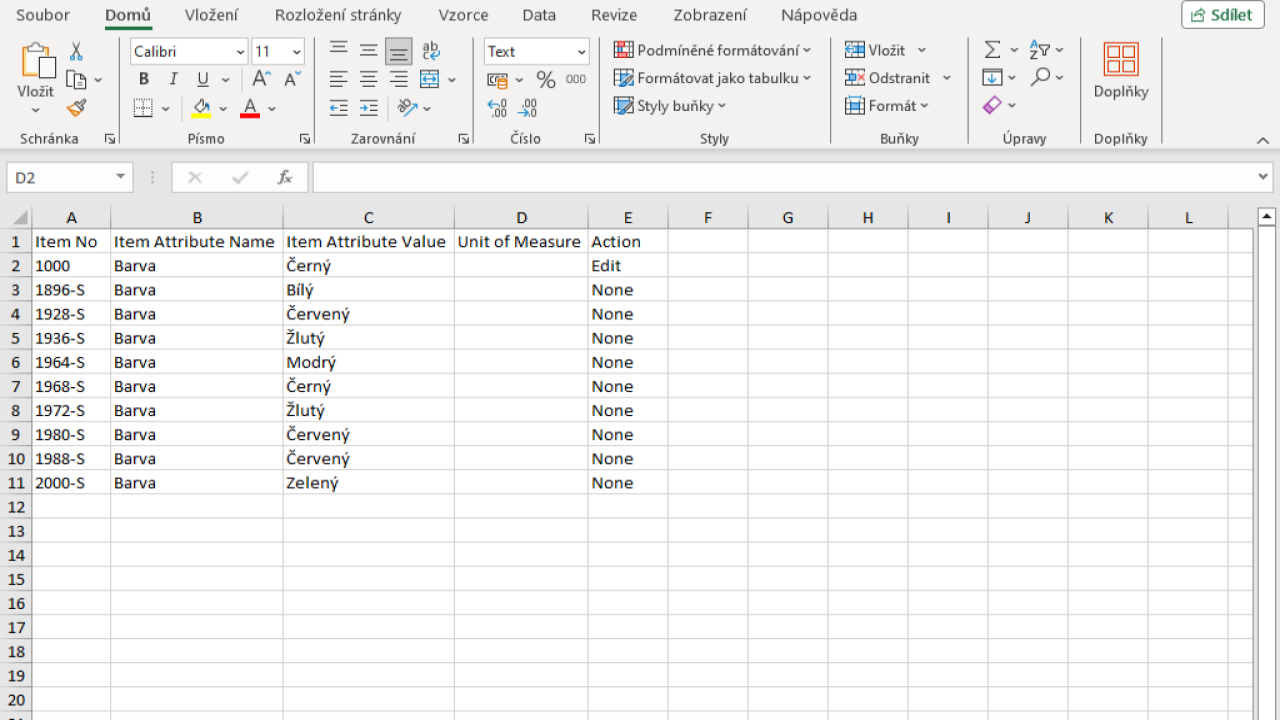 Soubor Domů Vložení Rozložení stránky Vzorce Data Revize Zobrazení Nápověda Sdílet
Calibri 11 Text Podmíněné formátování Vložit
Vložit B I U A A % 000 Formátovat jako tabulku Odstranit Doplňky
A Styly buňky Formát
Schránka Písmo Zarovnání Číslo Styly Buňky Úpravy Doplňky
D2 fx
A B C D E F G H I J K L
1 Item No Item Attribute Name Item Attribute Value Unit of Measure Action
2 1000 Barva Černý Edit
3 1896-S Barva Bílý None
4 1928-S Barva Červený None
5 1936-S Barva Žlutý None
6 1964-S Barva Modrý None
7 1968-S Barva Černý None
8 1972-S Barva Žlutý None
9 1980-S Barva Červený None
10 1988-S Barva Červený None
11 2000-S Barva Zelený None
12
13
14
15
16
17
18
19
20